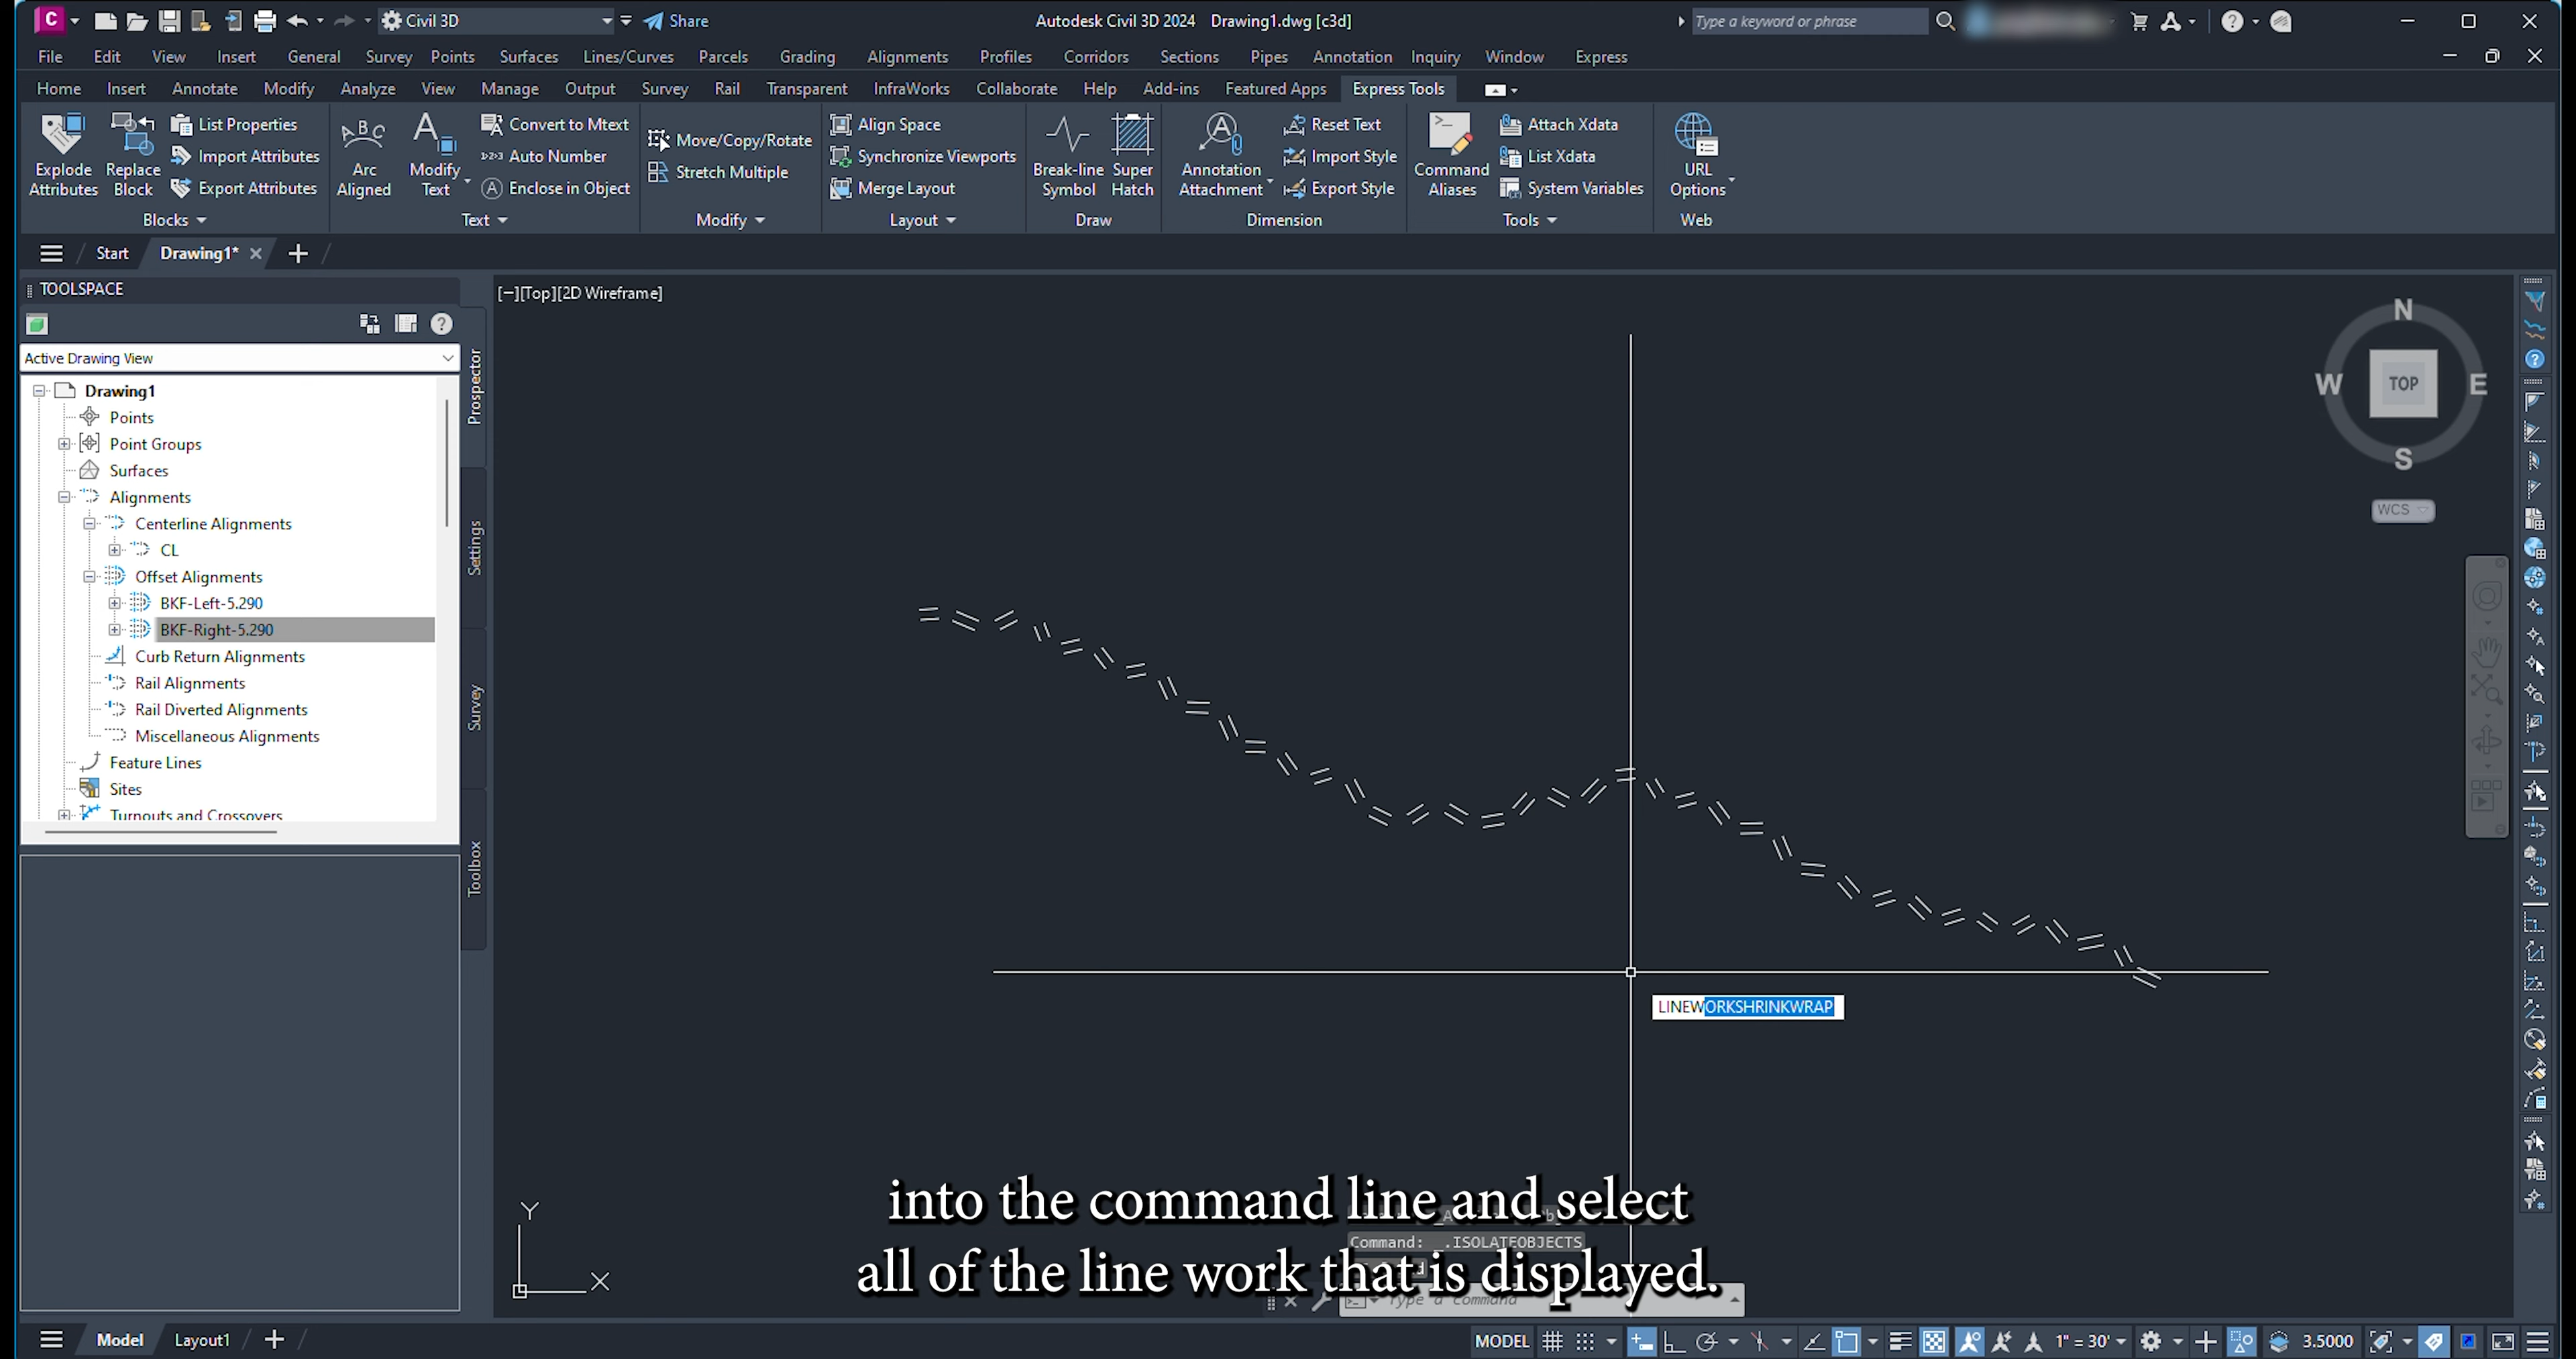 C
Civil 3D
Share
Autodesk Civil 3D 2024 Drawing1.dwg [c3d]
Type a keyword or phrase
File Edit View Insert General Survey Points Surfaces Lines/Curves Parcels Grading Alignments Profiles Corridors Sections Pipes Annotation Inquiry Window Express
Home Insert Annotate Modify Analyze View Manage Output Survey Rail Transparent InfraWorks Collaborate Help Add-ins Featured Apps Express Tools
Explode Attributes
Replace Block
List Properties
Import Attributes
Export Attributes
Blocks
Arc Aligned
Modify Text
Convert to Mtext
Auto Number
Enclose in Object
Text
Move/Copy/Rotate
Stretch Multiple
Modify
Align Space
Synchronize Viewports
Merge Layout
Layout
Break-line Symbol
Super Hatch
Draw
Annotation Attachment
Reset Text
Import Style
Export Style
Dimension
Command Aliases
Attach Xdata
List Xdata
System Variables
Tools
URL Options
Web
Start Drawing1*
TOOLSPACE
Active Drawing View
Drawing1
Points
Point Groups
Surfaces
Alignments
Centerline Alignments
CL
Offset Alignments
BKF-Left-5.290
BKF-Right-5.290
Curb Return Alignments
Rail Alignments
Rail Diverted Alignments
Miscellaneous Alignments
Feature Lines
Sites
Turnouts and Crossovers
Prospector
Settings
Survey
Toolbox
[−][Top][2D Wireframe]
N
W TOP E
S
WCS
LINEWORKSHRINKWRAP
Y
X
Command: _.ISOLATEOBJECTS
Type a command
into the command line and select
all of the line work that is displayed.
Model Layout1
MODEL 1" = 30' 3.5000